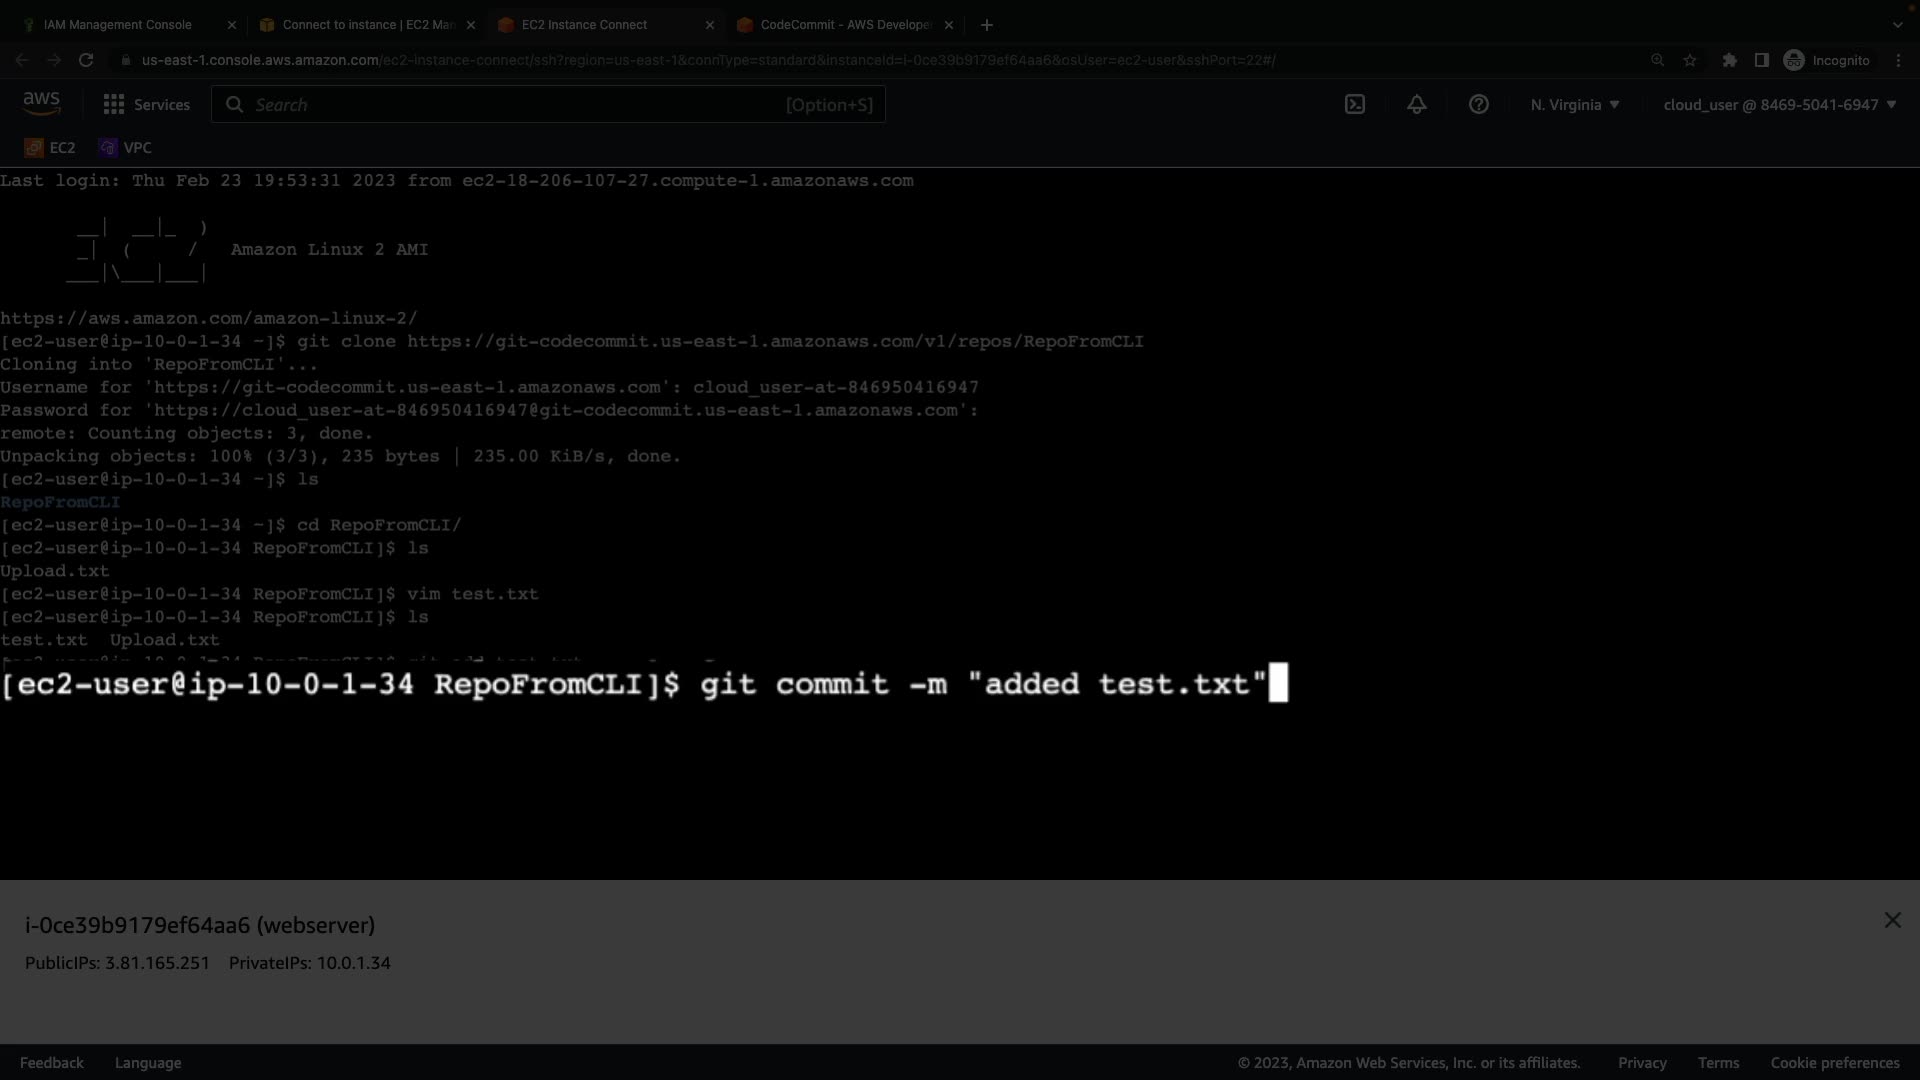 IAM Management Console
Connect to instance | EC2 Man
EC2 Instance Connect
CodeCommit - AWS Develope
us-east-1.console.aws.amazon.com/ec2-instance-connect/ssh?region=us-east-1&connType=standard&instanceId=i-0ce39b9179ef64aa6&osUser=ec2-user&sshPort=22#/
Incognito
aws
Services
Search
[Option+S]
N. Virginia
cloud_user @ 8469-5041-6947
EC2
VPC
Last login: Thu Feb 23 19:53:31 2023 from ec2-18-206-107-27.compute-1.amazonaws.com
__|  __|_  )
_|  (     /   Amazon Linux 2 AMI
___|\___|___|
https://aws.amazon.com/amazon-linux-2/
[ec2-user@ip-10-0-1-34 ~]$ git clone https://git-codecommit.us-east-1.amazonaws.com/v1/repos/RepoFromCLI
Cloning into 'RepoFromCLI'...
Username for 'https://git-codecommit.us-east-1.amazonaws.com': cloud_user-at-846950416947
Password for 'https://cloud_user-at-846950416947@git-codecommit.us-east-1.amazonaws.com':
remote: Counting objects: 3, done.
Unpacking objects: 100% (3/3), 235 bytes | 235.00 KiB/s, done.
[ec2-user@ip-10-0-1-34 ~]$ ls
RepoFromCLI
[ec2-user@ip-10-0-1-34 ~]$ cd RepoFromCLI/
[ec2-user@ip-10-0-1-34 RepoFromCLI]$ ls
Upload.txt
[ec2-user@ip-10-0-1-34 RepoFromCLI]$ vim test.txt
[ec2-user@ip-10-0-1-34 RepoFromCLI]$ ls
test.txt  Upload.txt
[ec2-user@ip-10-0-1-34 RepoFromCLI]$ git commit -m "added test.txt"
i-0ce39b9179ef64aa6 (webserver)
PublicIPs: 3.81.165.251 PrivateIPs: 10.0.1.34
Feedback
Language
© 2023, Amazon Web Services, Inc. or its affiliates.
Privacy
Terms
Cookie preferences